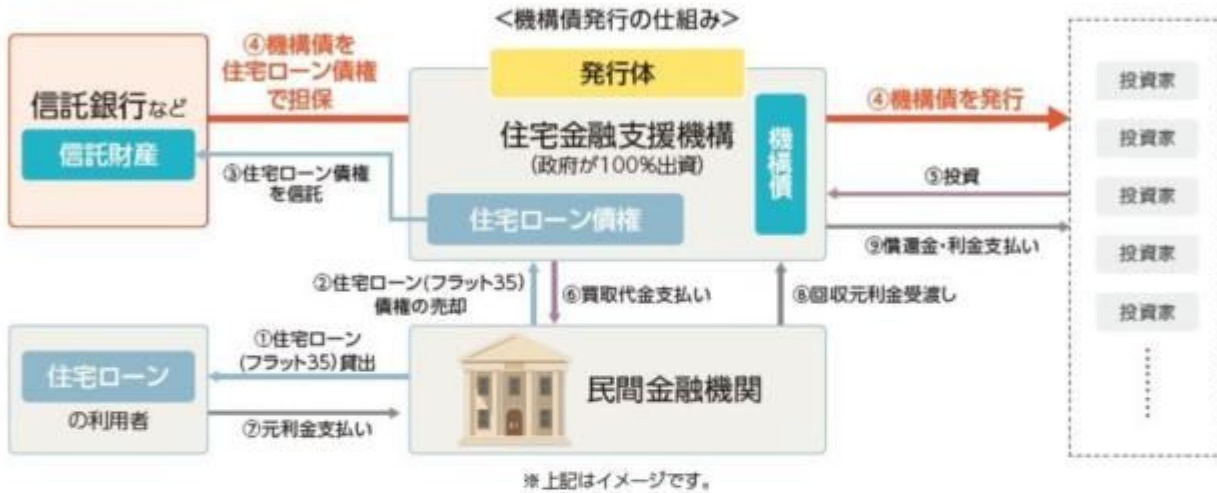 <機構債発行の仕組み>
④機構債を
住宅ローン債権
で担保
信託銀行など
信託財産
③住宅ローン債権
を信託
発行体
住宅金融支援機構
(政府が100%出資)
機構債
住宅ローン債権
④機構債を発行
⑤投資
⑨償還金・利金支払い
投資家
投資家
投資家
投資家
投資家
②住宅ローン(フラット35)
債権の売却
⑥買取代金支払い
⑧回収元利金受渡し
①住宅ローン
(フラット35)貸出
住宅ローン
の利用者
⑦元利金支払い
民間金融機関
※上記はイメージです。